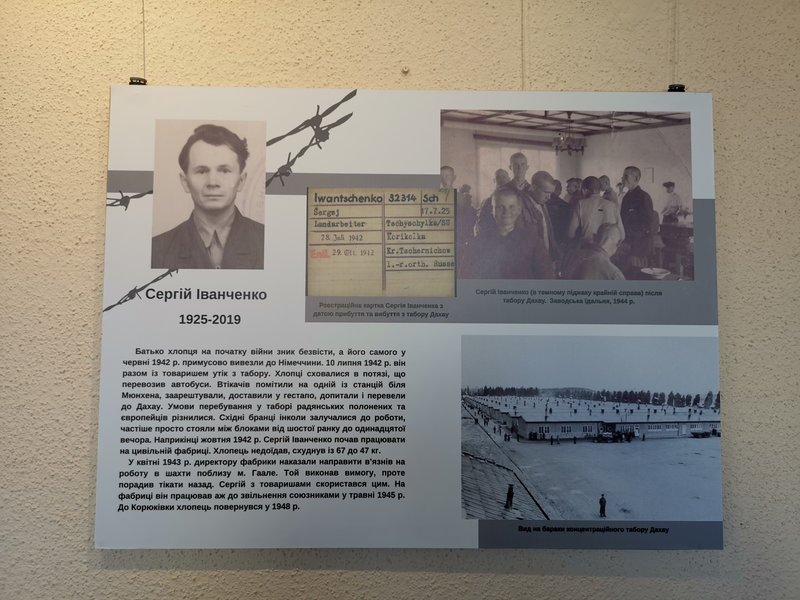 Сергій Іванченко
1925-2019
Iwantschenko 32314 Sch
Sergej 17.7.25
Landarbeiter Tschyschylka/SU
28. Juli 1942 Korikolka
Entl. 29. Okt. 1942 Kr.Tschernichow
l.-r.orth. Russe
Реєстраційна картка Сергія Іванченка з
датою прибуття та вибуття з табору Дахау
Сергій Іванченко (в темному піджаку крайній справа) після
табору Дахау. Заводська їдальня, 1944 р.
Батько хлопця на початку війни зник безвісти, а його самого у
червні 1942 р. примусово вивезли до Німеччини. 10 липня 1942 р. він
разом із товаришем утік з табору. Хлопці сховалися в потязі, що
перевозив автобуси. Втікачів помітили на одній із станцій біля
Мюнхена, заарештували, доставили у гестапо, допитали і перевели
до Дахау. Умови перебування у таборі радянських полонених та
європейців різнилися. Східні бранці інколи залучалися до роботи,
частіше просто стояли між блоками від шостої ранку до одинадцятої
вечора. Наприкінці жовтня 1942 р. Сергій Іванченко почав працювати
на цивільній фабриці. Хлопець недоїдав, схуднув із 67 до 47 кг.
У квітні 1943 р. директору фабрики наказали направити в'язнів на
роботу в шахти поблизу м. Гаале. Той виконав вимогу, проте
порадив тікати назад. Сергій з товаришами скористався цим. На
фабриці він працював аж до звільнення союзниками у травні 1945 р.
До Корюківки хлопець повернувся у 1948 р.
Вид на бараки концентраційного табору Дахау